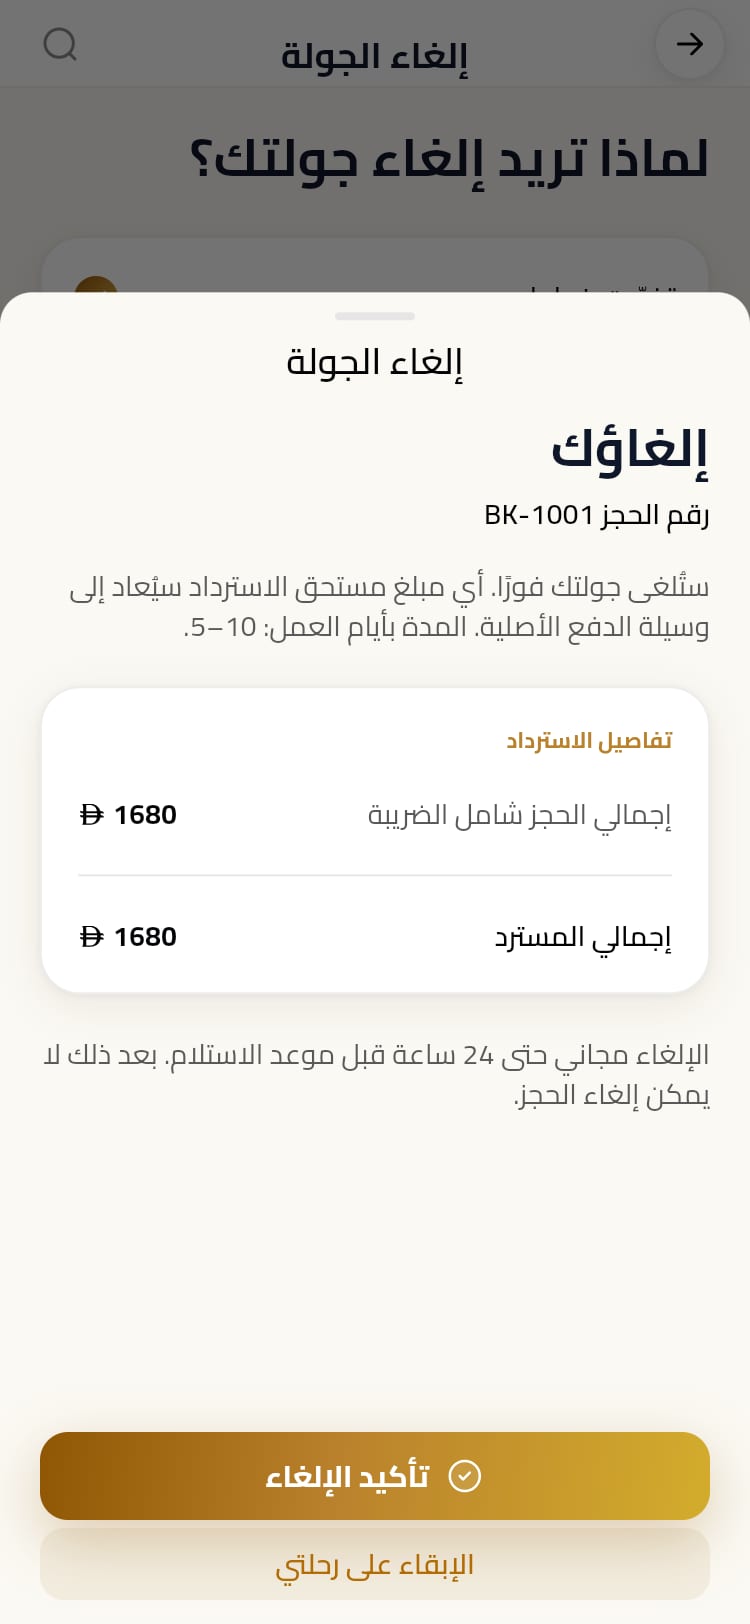 إلغاء الجولة
لماذا تريد إلغاء جولتك؟
إلغاء الجولة
إلغاؤك
رقم الحجز BK-1001
ستُلغى جولتك فورًا. أي مبلغ مستحق الاسترداد سيُعاد إلى
وسيلة الدفع الأصلية. المدة بأيام العمل: 10–5.
تفاصيل الاسترداد
إجمالي الحجز شامل الضريبة 1680
إجمالي المسترد 1680
الإلغاء مجاني حتى 24 ساعة قبل موعد الاستلام. بعد ذلك لا
يمكن إلغاء الحجز.
تأكيد الإلغاء
الإبقاء على رحلتي